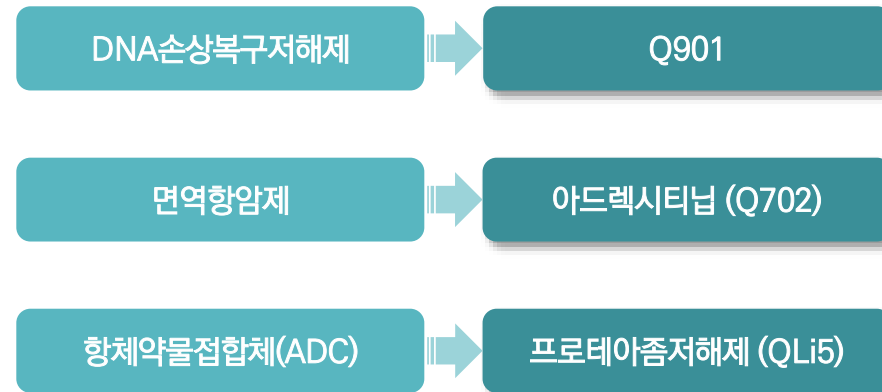 DNA손상복구저해제
Q901
면역항암제
아드렉시티닙 (Q702)
항체약물접합체(ADC)
프로테아좀저해제 (QLi5)